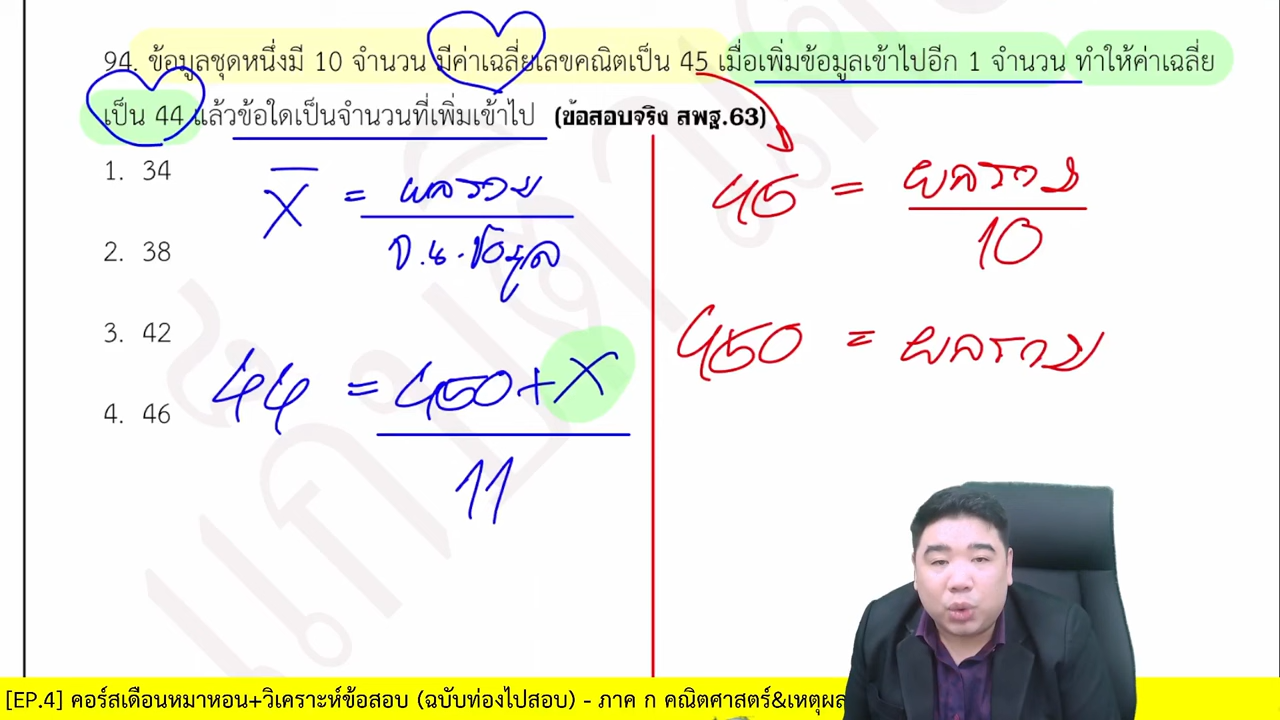 94. ข้อมูลชุดหนึ่งมี 10 จำนวน มีค่าเฉลี่ยเลขคณิตเป็น 45 เมื่อเพิ่มข้อมูลเข้าไปอีก 1 จำนวน ทำให้ค่าเฉลี่ย
เป็น 44 แล้วข้อใดเป็นจำนวนที่เพิ่มเข้าไป (ข้อสอบจริง สพฐ.63)
1. 34
2. 38
3. 42
4. 46
X̄ = ผลรวม
จ.น.ข้อมูล
44 = 450+X
11
45 = ผลรวม
10
450 = ผลรวม
[EP.4] คอร์สเดือนหมาหอน+วิเคราะห์ข้อสอบ (ฉบับท่องไปสอบ) - ภาค ก คณิตศาสตร์&เหตุผล